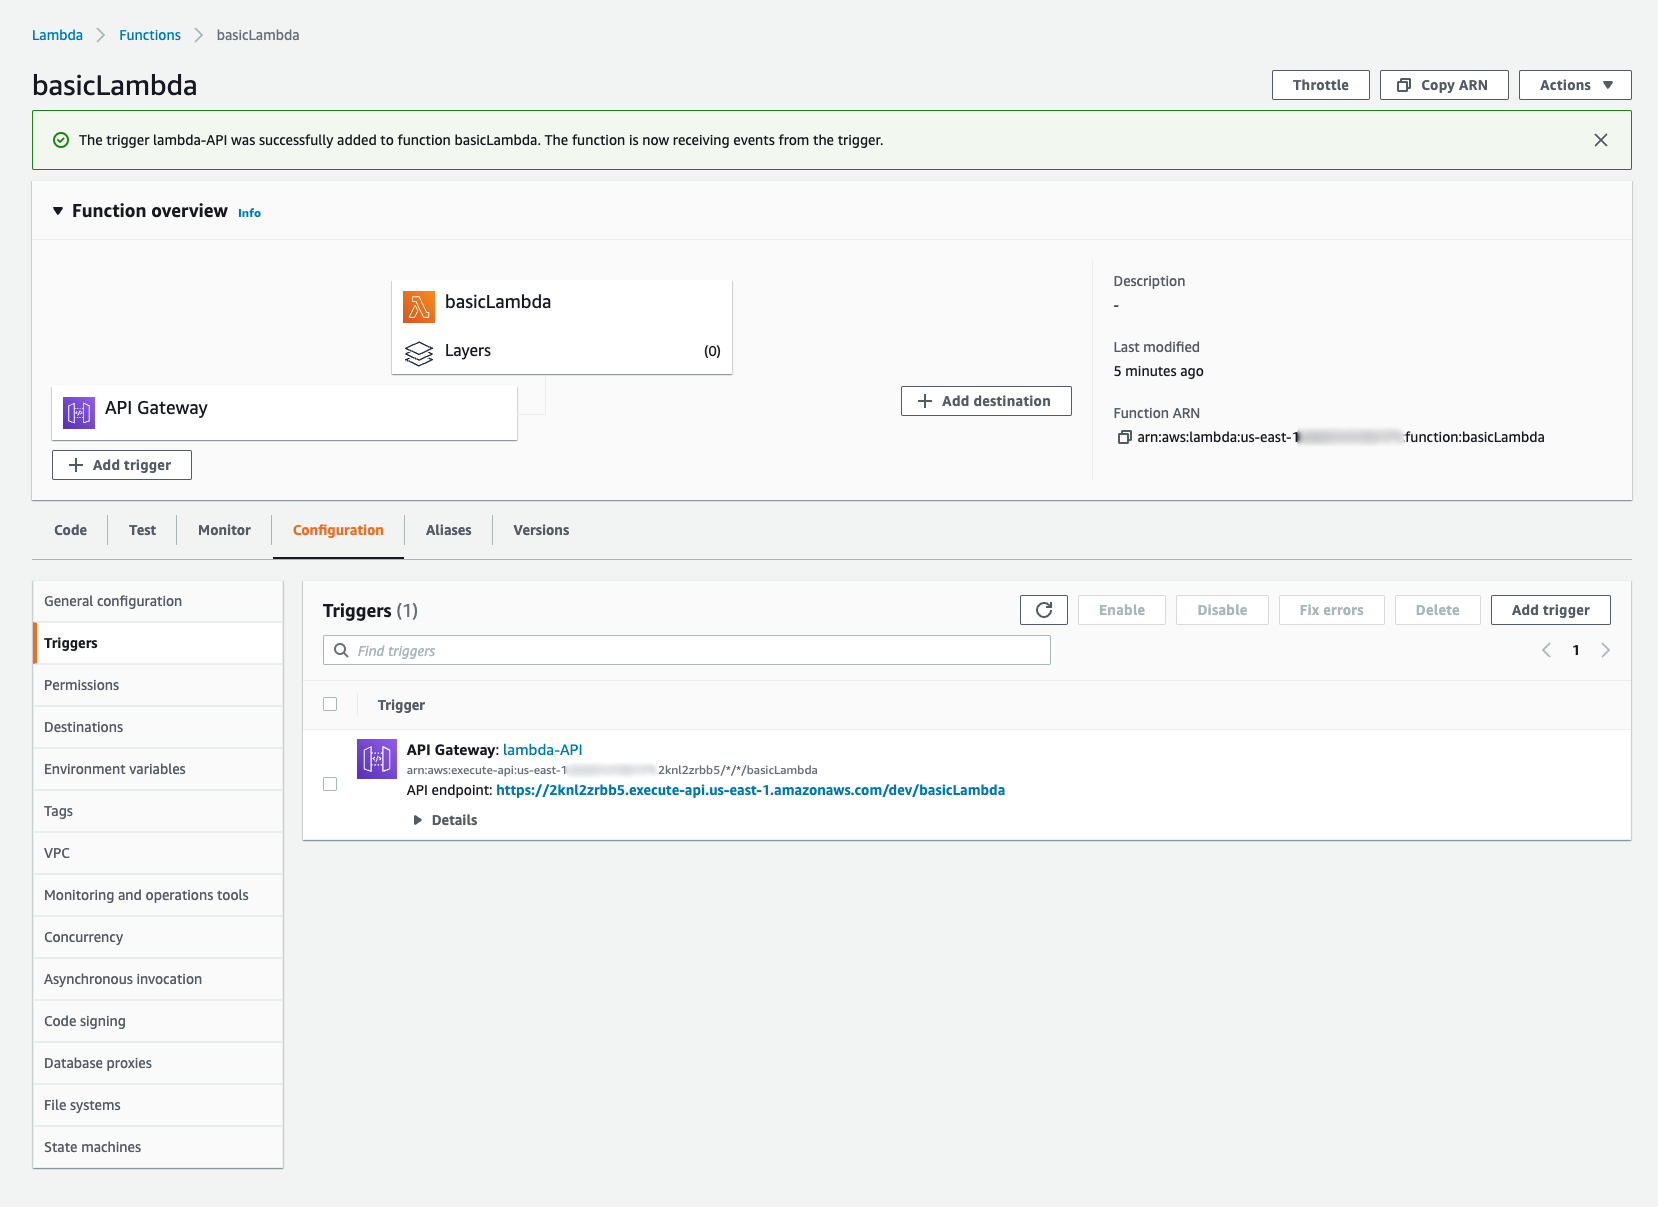 Lambda > Functions > basicLambda
basicLambda
Throttle Copy ARN Actions
The trigger lambda-API was successfully added to function basicLambda. The function is now receiving events from the trigger.
Function overview Info
basicLambda
Layers (0)
API Gateway
Add trigger
Add destination
Description
-
Last modified
5 minutes ago
Function ARN
arn:aws:lambda:us-east-1 :function:basicLambda
Code Test Monitor Configuration Aliases Versions
General configuration
Triggers
Permissions
Destinations
Environment variables
Tags
VPC
Monitoring and operations tools
Concurrency
Asynchronous invocation
Code signing
Database proxies
File systems
State machines
Triggers (1)
Enable Disable Fix errors Delete Add trigger
Find triggers
1
Trigger
API Gateway: lambda-API
arn:aws:execute-api:us-east-1 2knl2zrbb5/*/*/basicLambda
API endpoint: https://2knl2zrbb5.execute-api.us-east-1.amazonaws.com/dev/basicLambda
Details